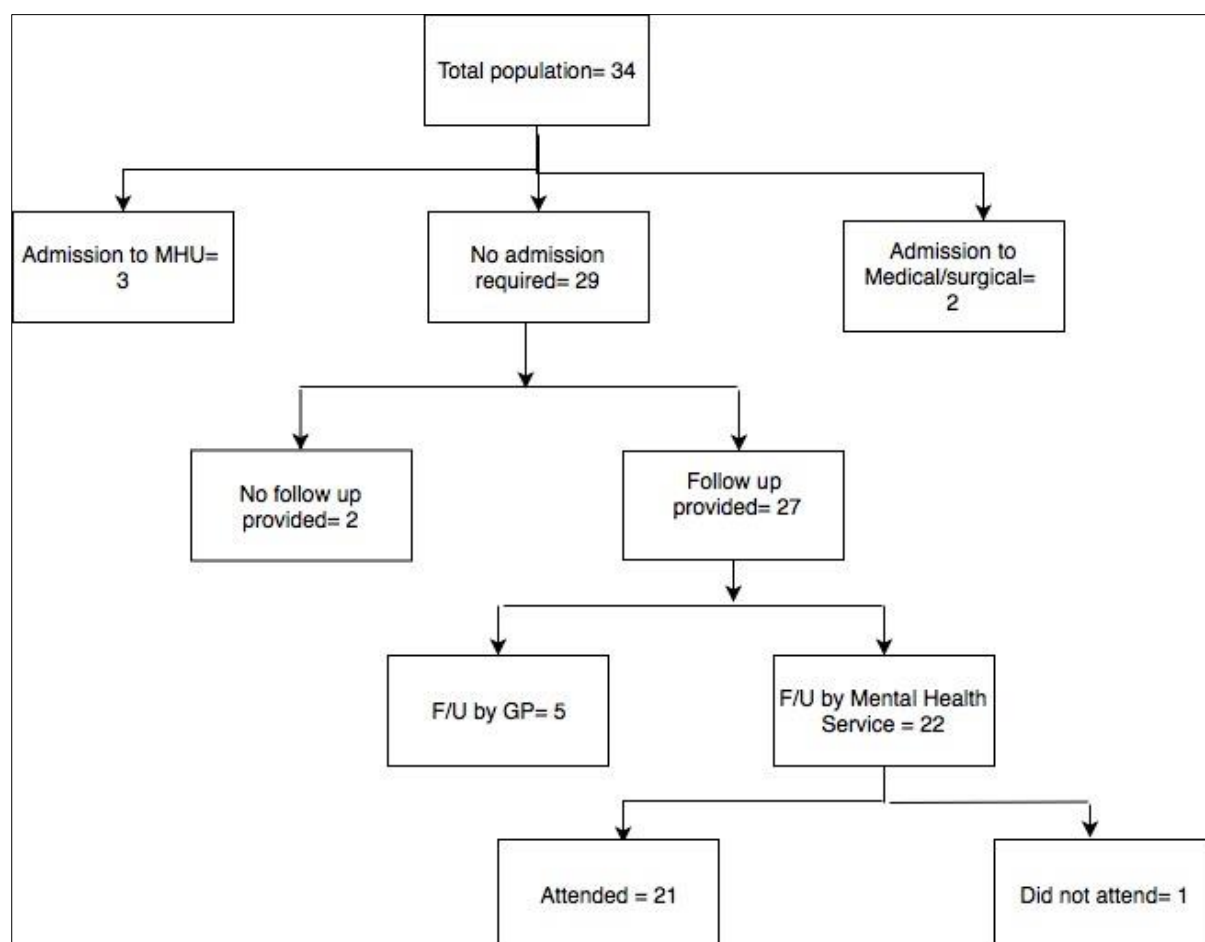 Total population= 34
Admission to MHU=
3
No admission
required= 29
Admission to
Medical/surgical=
2
No follow up
provided= 2
Follow up
provided= 27
F/U by GP= 5
F/U by Mental Health
Service = 22
Attended = 21
Did not attend= 1